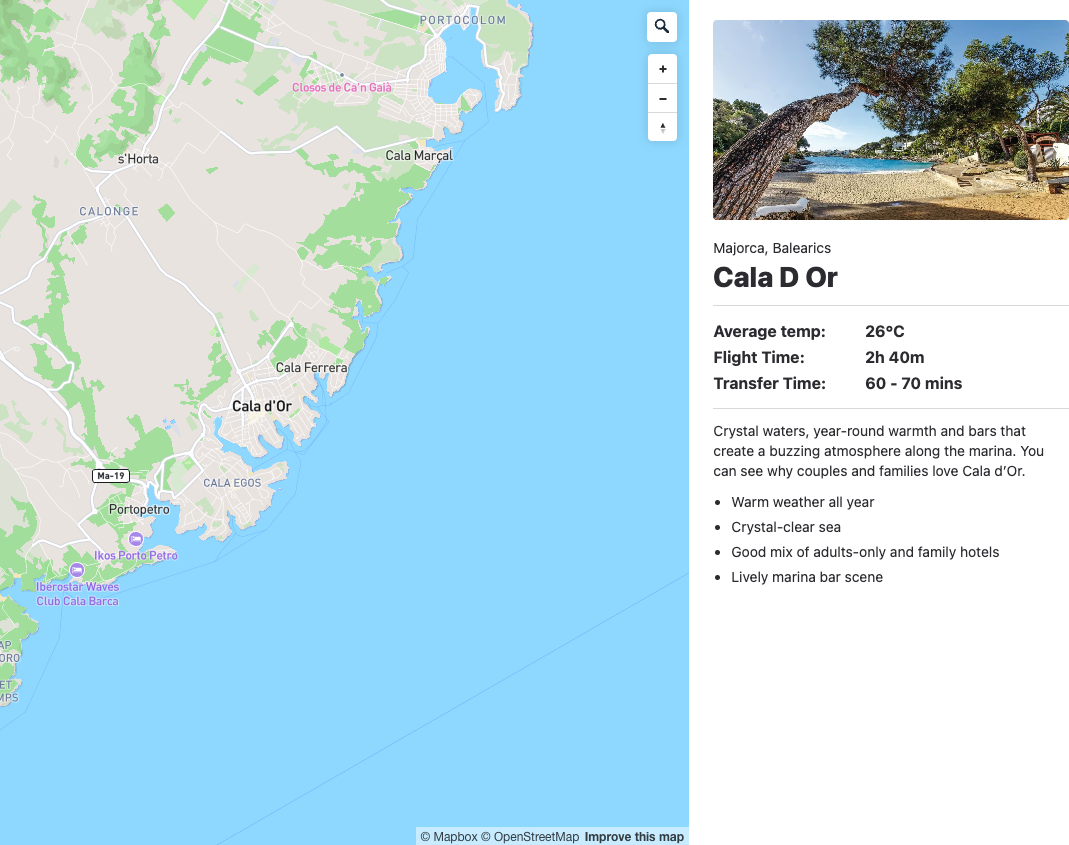 PORTOCOLOM
Closos de Ca'n Gaià
Cala Marçal
s'Horta
CALONGE
Cala Ferrera
Cala d'Or
Ma-19
CALA EGOS
Portopetro
Ikos Porto Petro
Iberostar Waves
Club Cala Barca
AP
ORO
ET
MPS
© Mapbox © OpenStreetMap Improve this map
+
−
Majorca, Balearics
Cala D Or
Average temp: 26°C
Flight Time: 2h 40m
Transfer Time: 60 - 70 mins
Crystal waters, year-round warmth and bars that
create a buzzing atmosphere along the marina. You
can see why couples and families love Cala d’Or.
• Warm weather all year
• Crystal-clear sea
• Good mix of adults-only and family hotels
• Lively marina bar scene